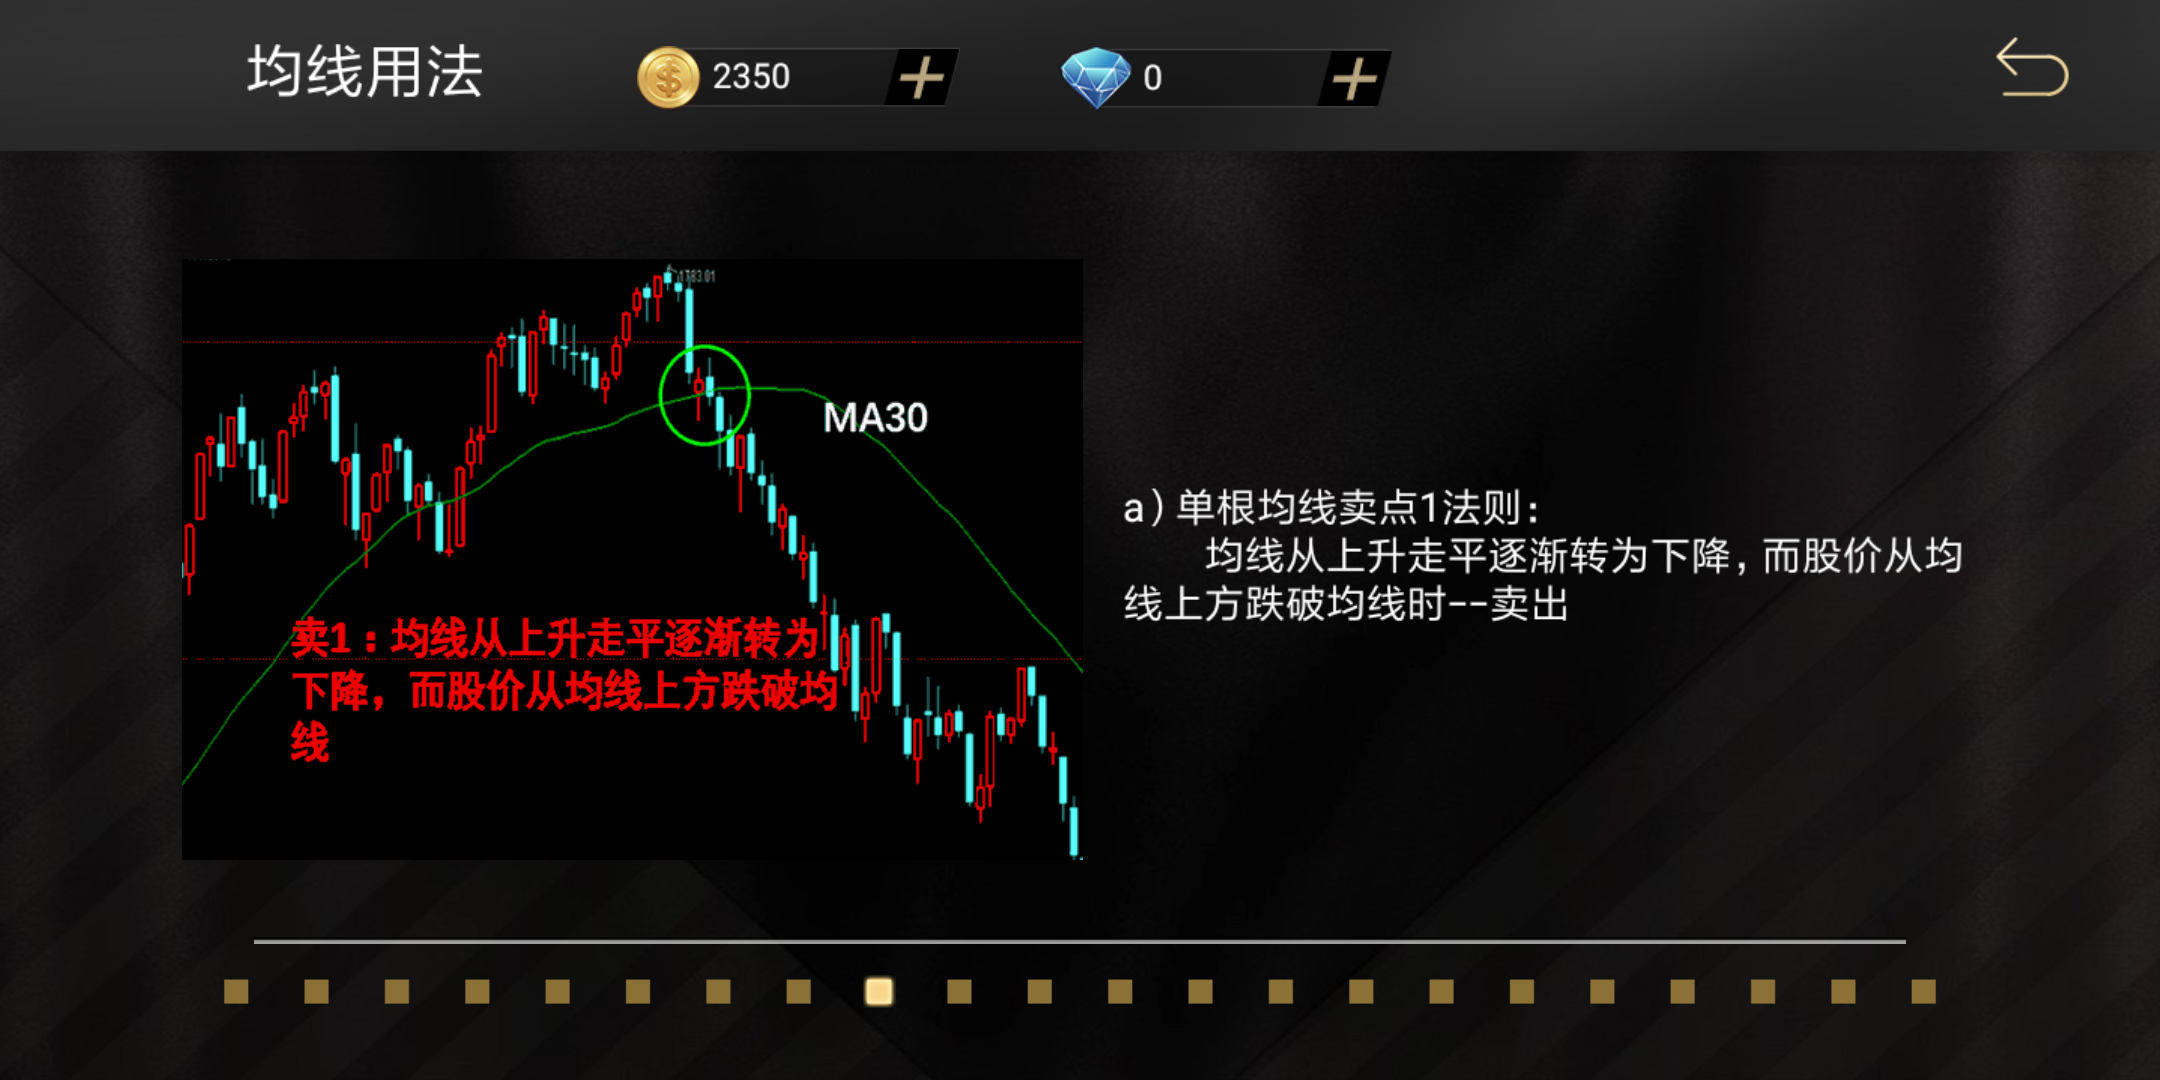 均线用法
2350
0
1783.01
MA30
卖1：均线从上升走平逐渐转为
下降，而股价从均线上方跌破均
线
a）单根均线卖点1法则：
均线从上升走平逐渐转为下降，而股价从均
线上方跌破均线时--卖出